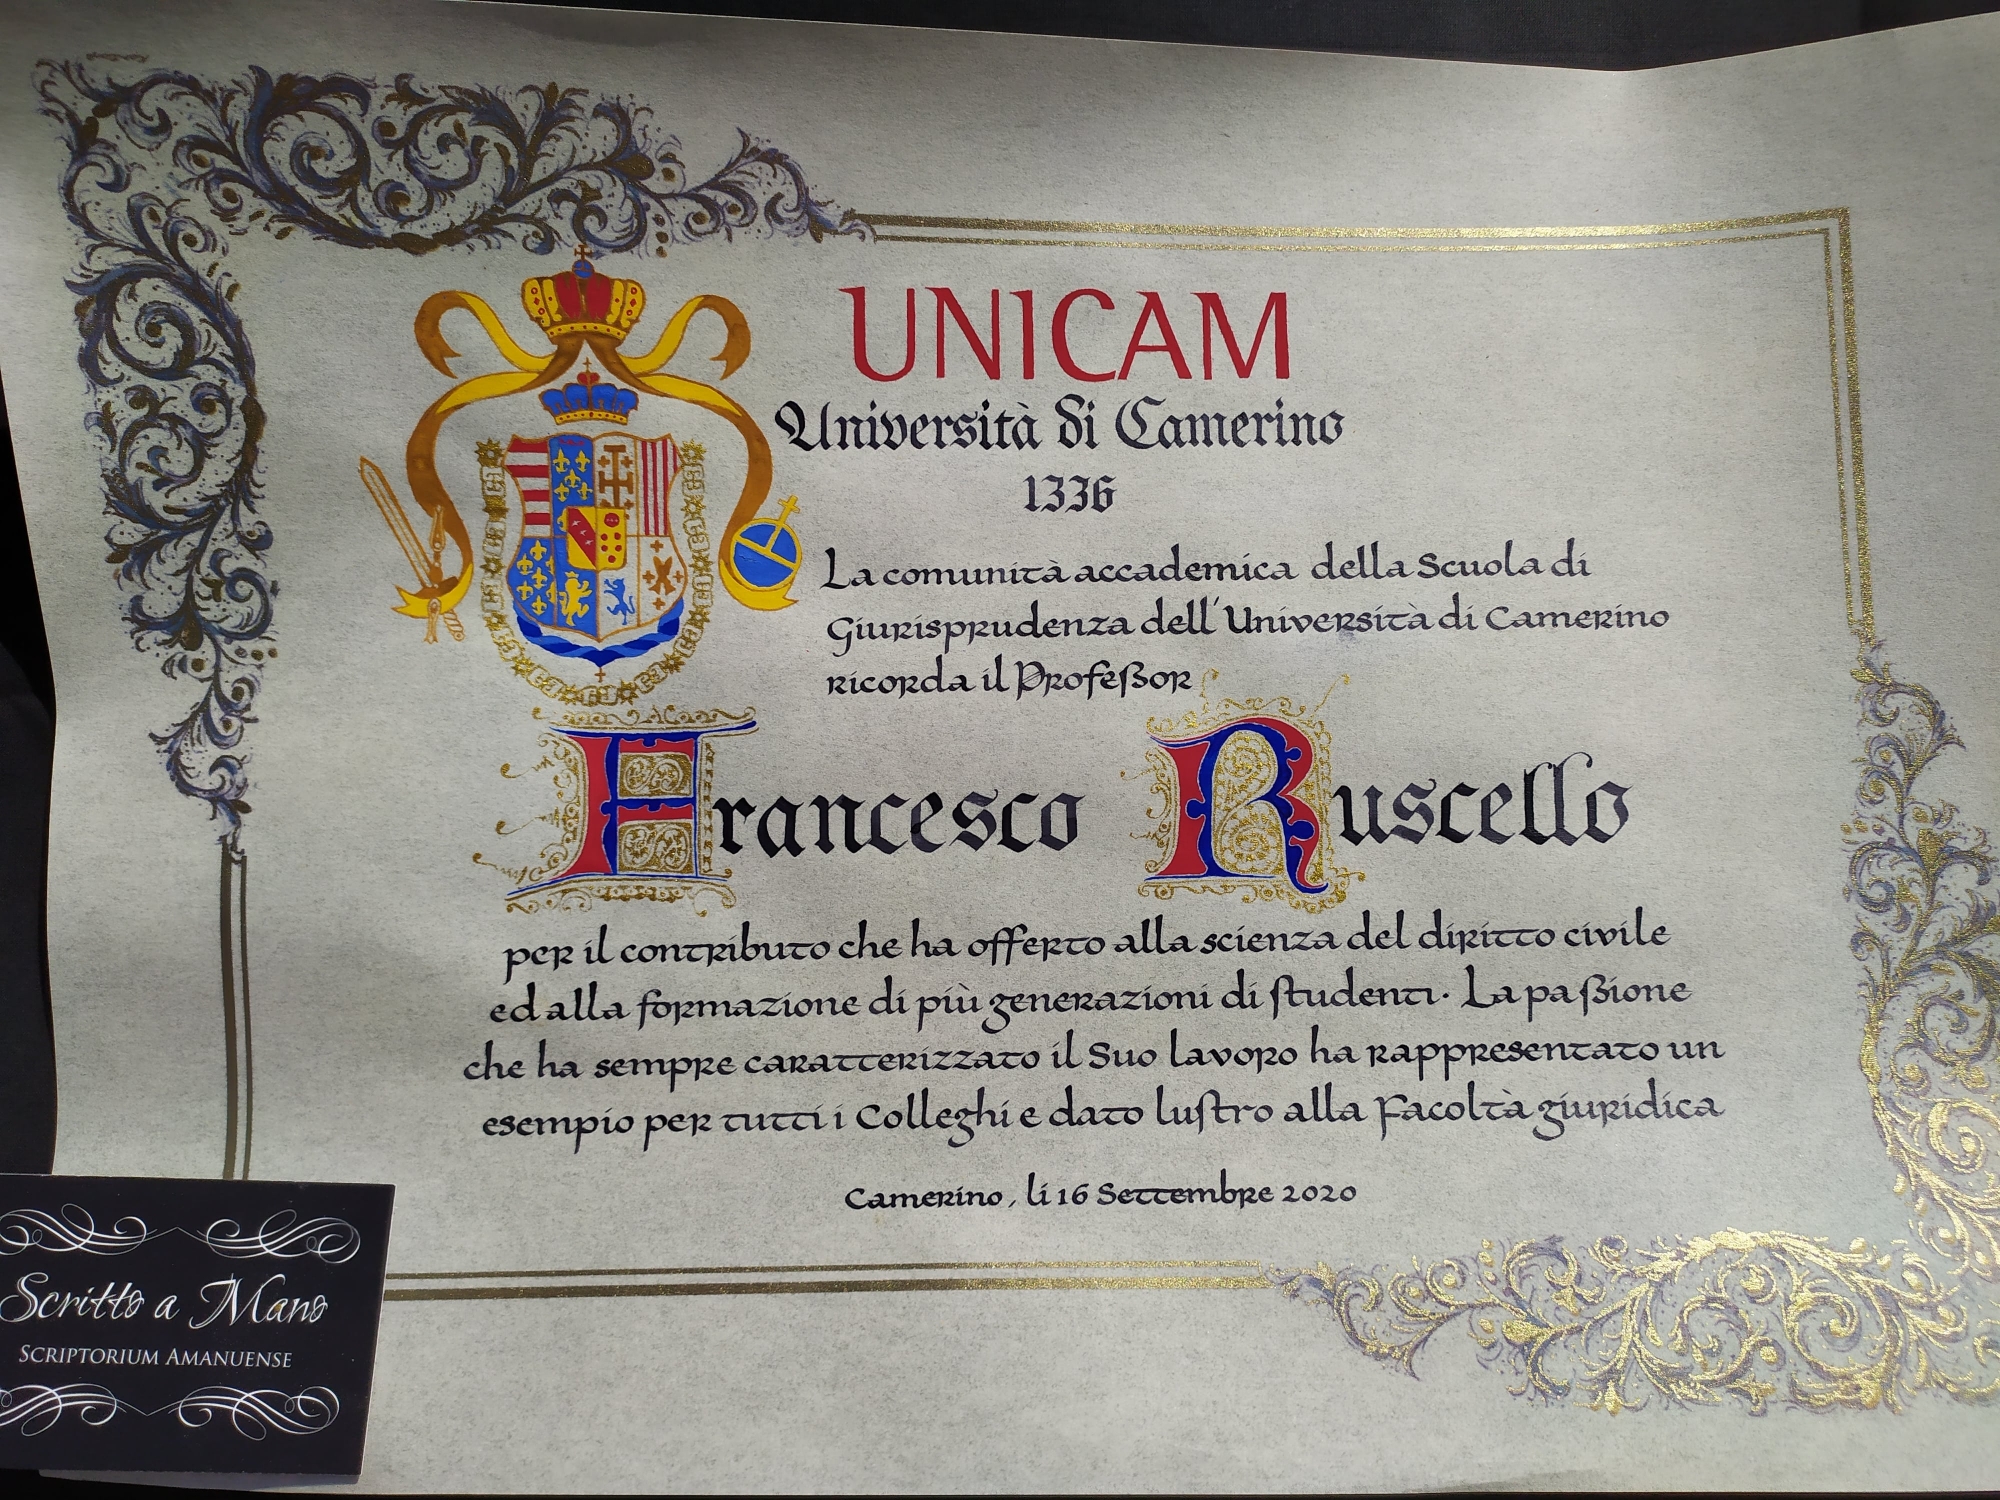 UNICAM
Università di Camerino
1336
La comunità accademica della Scuola di
Giurisprudenza dell'Università di Camerino
ricorda il Profeßor
Francesco Ruscello
per il contributo che ha offerto alla scienza del diritto civile
ed alla formazione di più generazioni di studenti. La paßione
che ha sempre caratterizzato il Suo lavoro ha rappresentato un
esempio per tutti i Colleghi e dato lustro alla Facoltà giuridica
Camerino, li 16 Settembre 2020
Scritto a Mano
SCRIPTORIUM AMANUENSE